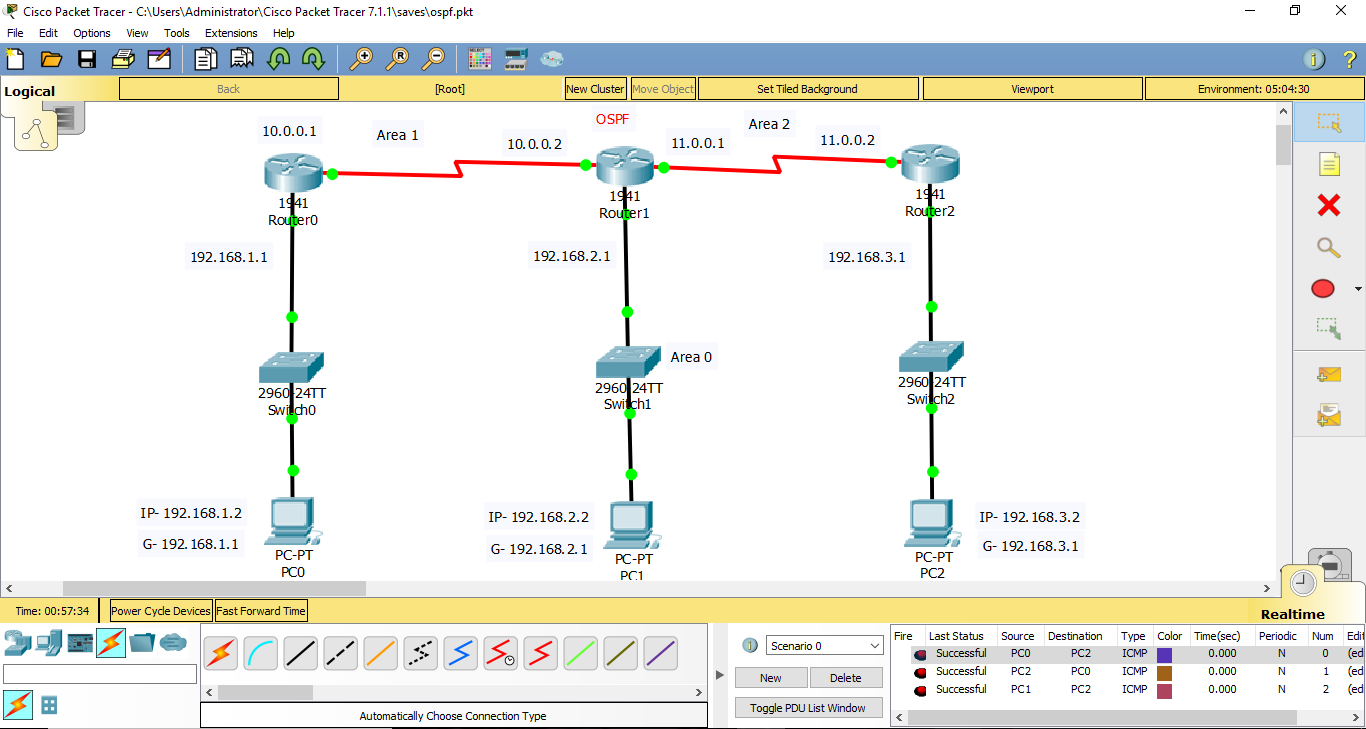 Cisco Packet Tracer - C:\Users\Administrator\Cisco Packet Tracer 7.1.1\saves\ospf.pkt
File Edit Options View Tools Extensions Help
Logical Back [Root] New Cluster Move Object Set Tiled Background Viewport Environment: 05:04:30
10.0.0.1
Area 1
10.0.0.2
OSPF
11.0.0.1
Area 2
11.0.0.2
1941
Router0
1941
Router1
1941
Router2
192.168.1.1
192.168.2.1
192.168.3.1
2960-24TT
Switch0
2960-24TT
Switch1
Area 0
2960-24TT
Switch2
IP- 192.168.1.2
G- 192.168.1.1
PC-PT
PC0
IP- 192.168.2.2
G- 192.168.2.1
PC-PT
PC1
PC-PT
PC2
IP- 192.168.3.2
G- 192.168.3.1
Time: 00:57:34 Power Cycle Devices Fast Forward Time
Realtime
Automatically Choose Connection Type
Scenario 0
New Delete
Toggle PDU List Window
Fire Last Status Source Destination Type Color Time(sec) Periodic Num Edit
Successful PC0 PC2 ICMP 0.000 N 0 (ed
Successful PC2 PC0 ICMP 0.000 N 1 (ed
Successful PC1 PC2 ICMP 0.000 N 2 (ed